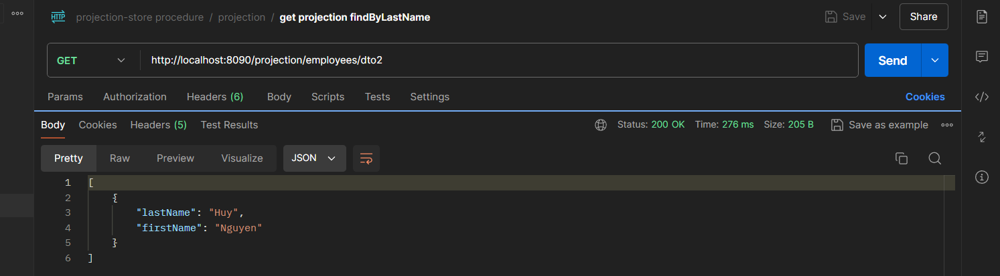 HTTP projection-store procedure / projection / get projection findByLastName Save Share
GET http://localhost:8090/projection/employees/dto2 Send
Params Authorization Headers (6) Body Scripts Tests Settings Cookies
Body Cookies Headers (5) Test Results Status: 200 OK Time: 276 ms Size: 205 B Save as example
Pretty Raw Preview Visualize JSON
1 [
2 {
3 "lastName": "Huy",
4 "firstName": "Nguyen"
5 }
6 ]